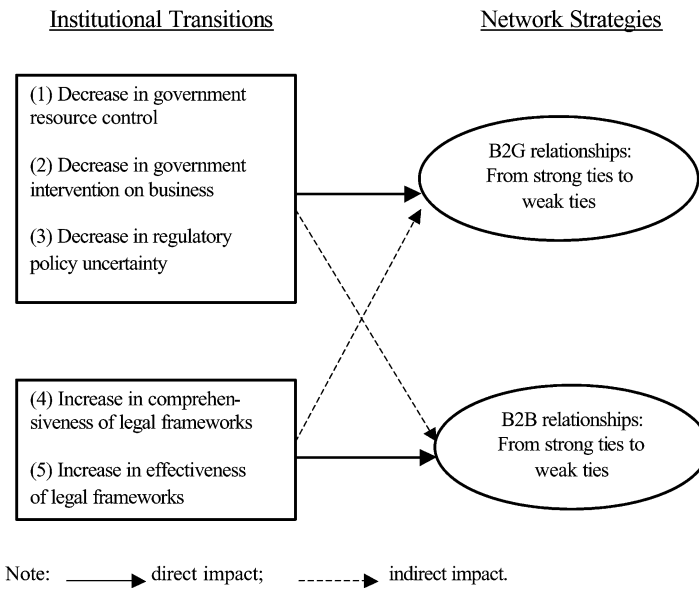 Institutional Transitions
Network Strategies
(1) Decrease in government
resource control
(2) Decrease in government
intervention on business
(3) Decrease in regulatory
policy uncertainty
B2G relationships:
From strong ties to
weak ties
(4) Increase in comprehen-
siveness of legal frameworks
(5) Increase in effectiveness
of legal frameworks
B2B relationships:
From strong ties to
weak ties
Note: direct impact; indirect impact.